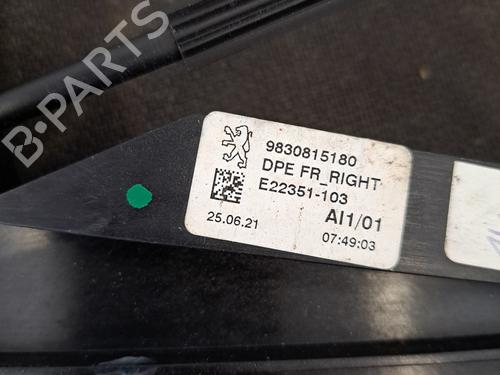 B-PARTS
9830815180
DPE FR_RIGHT
E22351-103
25.06.21
AI1/01
07:49:03